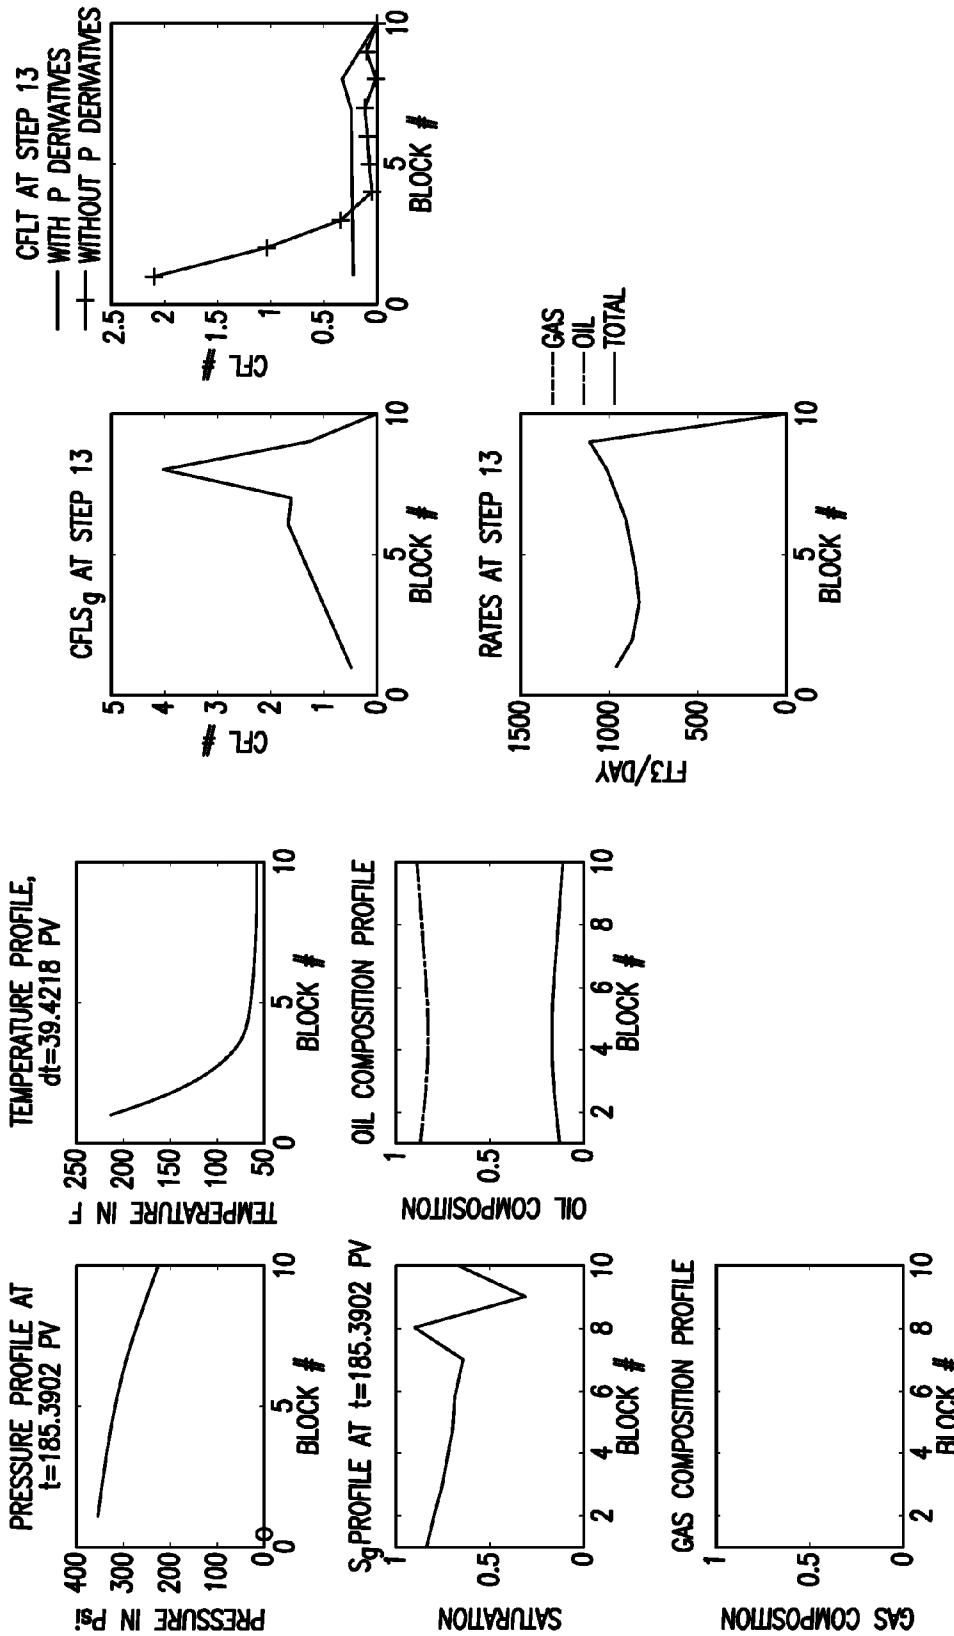 PRESSURE PROFILE AT
t=185.3902 PV
400
300
200
100
0
PRESSURE IN Psi
0
5
10
BLOCK #
TEMPERATURE PROFILE,
dt=39.4218 PV
250
200
150
100
50
TEMPERATURE IN F
0
5
10
BLOCK #
CFLSg AT STEP 13
5
4
3
2
1
0
CFL #
0
5
10
BLOCK #
CFLT AT STEP 13
WITH P DERIVATIVES
WITHOUT P DERIVATIVES
2.5
2
1.5
1
0.5
0
CFL #
0
5
10
BLOCK #
Sg PROFILE AT t=185.3902 PV
1
0.5
0
SATURATION
2
4
6
8
10
BLOCK #
OIL COMPOSITION PROFILE
1
0.5
0
OIL COMPOSITION
2
4
6
8
10
BLOCK #
RATES AT STEP 13
GAS
OIL
TOTAL
1500
1000
500
0
FT3/DAY
0
5
10
BLOCK #
GAS COMPOSITION PROFILE
1
0.5
0
GAS COMPOSITION
2
4
6
8
10
BLOCK #